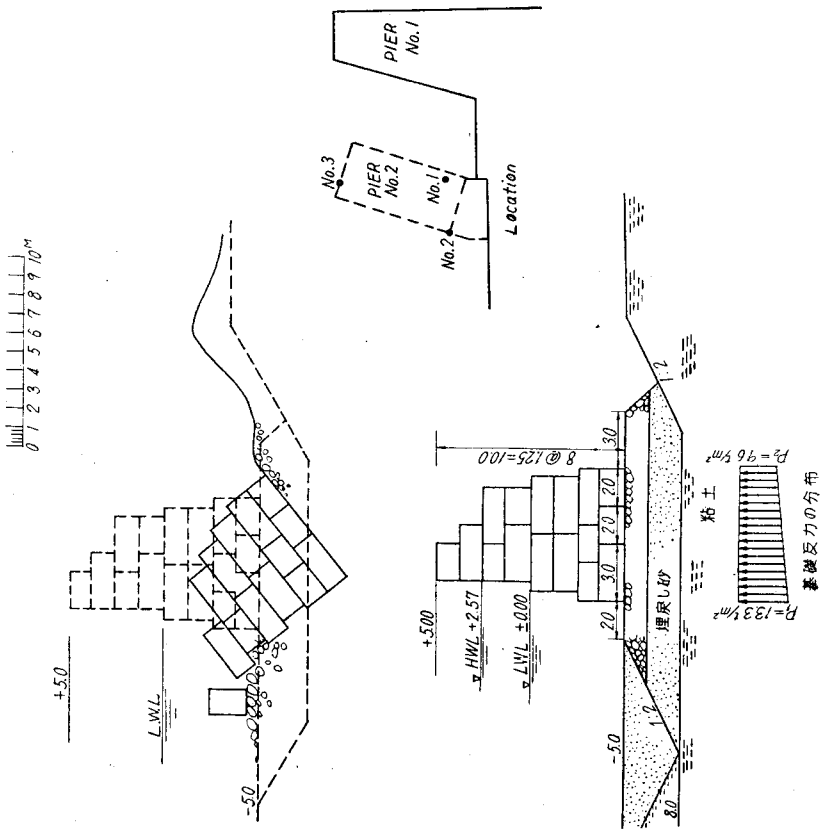 0 1 2 3 4 5 6 7 8 9 10 M
+5.0
L.W.L
-5.0
PIER No.1
No.3
PIER No.2
No.1
No.2
Location
+5.00
HWL +2.57
LWL ±0.00
-5.0
8 @ 1.25=10.0
2.0
3.0
2.0
2.0
3.0
1:2
1:2
8.0
埋戻し砂
粘土
P₁=13.3 t/m²
P₂=9.6 t/m²
基礎反力の分布